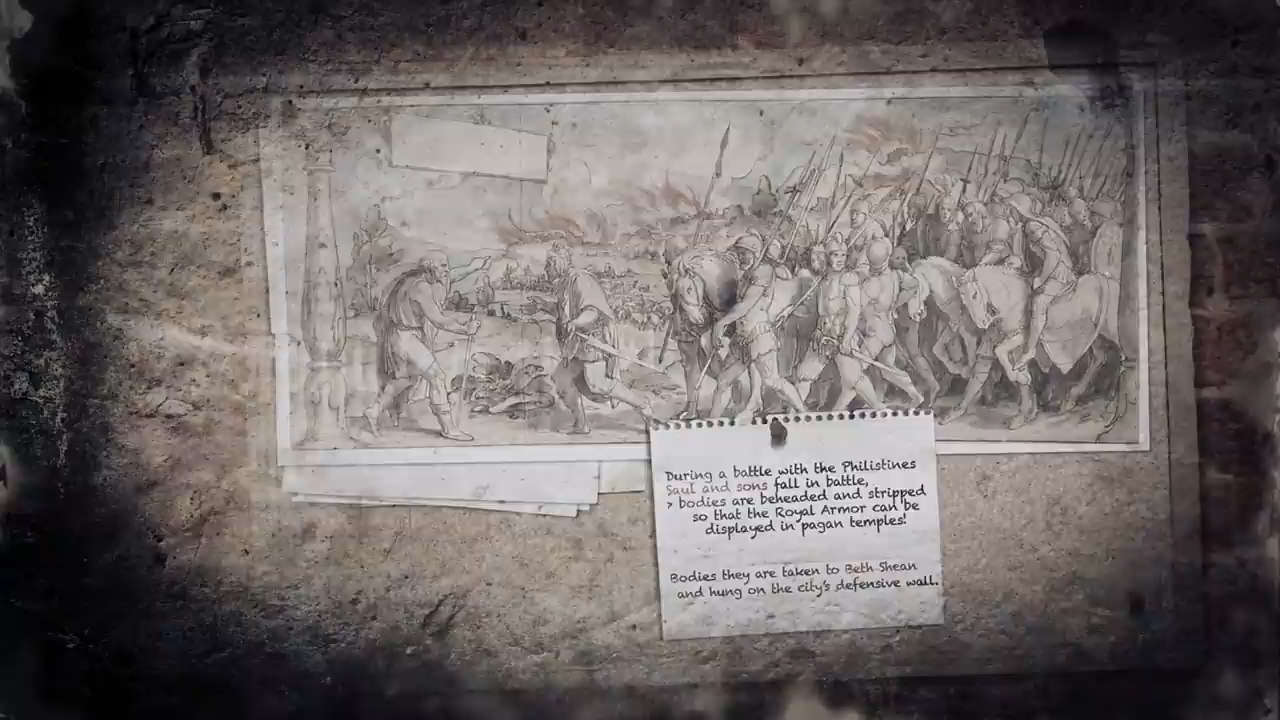 During a battle with the Philistines
Saul and sons fall in battle,
> bodies are beheaded and stripped
so that the Royal Armor can be
displayed in pagan temples!
Bodies they are taken to Beth Shean
and hung on the city's defensive wall.